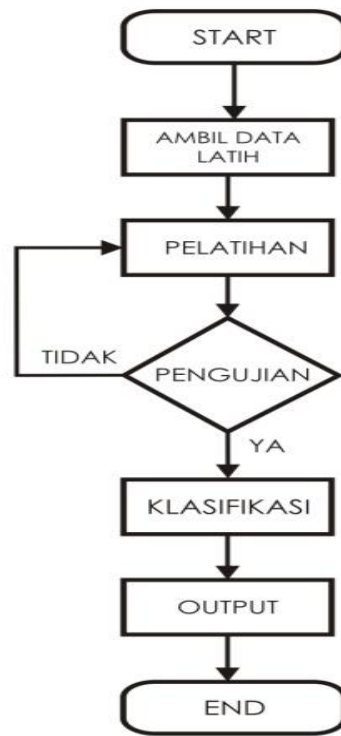 START
AMBIL DATA
LATIH
PELATIHAN
TIDAK
PENGUJIAN
YA
KLASIFIKASI
OUTPUT
END